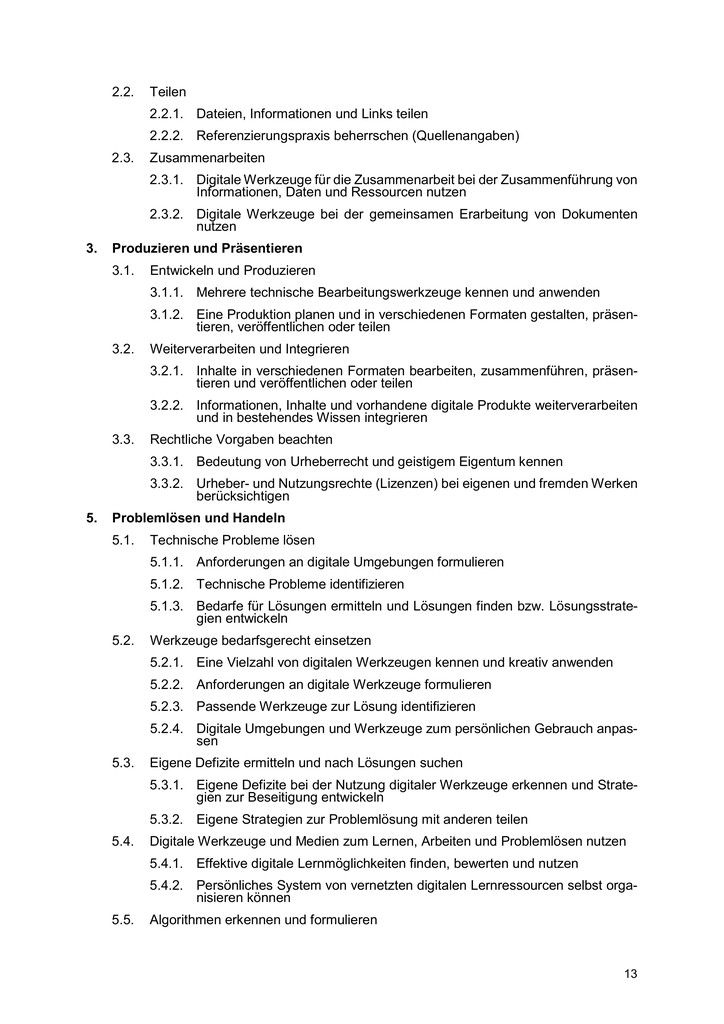 2.2. Teilen
2.2.1. Dateien, Informationen und Links teilen
2.2.2. Referenzierungspraxis beherrschen (Quellenangaben)
2.3. Zusammenarbeiten
2.3.1. Digitale Werkzeuge für die Zusammenarbeit bei der Zusammenführung von
Informationen, Daten und Ressourcen nutzen
2.3.2. Digitale Werkzeuge bei der gemeinsamen Erarbeitung von Dokumenten
nutzen
3. Produzieren und Präsentieren
3.1. Entwickeln und Produzieren
3.1.1. Mehrere technische Bearbeitungswerkzeuge kennen und anwenden
3.1.2. Eine Produktion planen und in verschiedenen Formaten gestalten, präsen-
tieren, veröffentlichen oder teilen
3.2. Weiterverarbeiten und Integrieren
3.2.1. Inhalte in verschiedenen Formaten bearbeiten, zusammenführen, präsen-
tieren und veröffentlichen oder teilen
3.2.2. Informationen, Inhalte und vorhandene digitale Produkte weiterverarbeiten
und in bestehendes Wissen integrieren
3.3. Rechtliche Vorgaben beachten
3.3.1. Bedeutung von Urheberrecht und geistigem Eigentum kennen
3.3.2. Urheber- und Nutzungsrechte (Lizenzen) bei eigenen und fremden Werken
berücksichtigen
5. Problemlösen und Handeln
5.1. Technische Probleme lösen
5.1.1. Anforderungen an digitale Umgebungen formulieren
5.1.2. Technische Probleme identifizieren
5.1.3. Bedarfe für Lösungen ermitteln und Lösungen finden bzw. Lösungsstrate-
gien entwickeln
5.2. Werkzeuge bedarfsgerecht einsetzen
5.2.1. Eine Vielzahl von digitalen Werkzeugen kennen und kreativ anwenden
5.2.2. Anforderungen an digitale Werkzeuge formulieren
5.2.3. Passende Werkzeuge zur Lösung identifizieren
5.2.4. Digitale Umgebungen und Werkzeuge zum persönlichen Gebrauch anpas-
sen
5.3. Eigene Defizite ermitteln und nach Lösungen suchen
5.3.1. Eigene Defizite bei der Nutzung digitaler Werkzeuge erkennen und Strate-
gien zur Beseitigung entwickeln
5.3.2. Eigene Strategien zur Problemlösung mit anderen teilen
5.4. Digitale Werkzeuge und Medien zum Lernen, Arbeiten und Problemlösen nutzen
5.4.1. Effektive digitale Lernmöglichkeiten finden, bewerten und nutzen
5.4.2. Persönliches System von vernetzten digitalen Lernressourcen selbst orga-
nisieren können
5.5. Algorithmen erkennen und formulieren
13